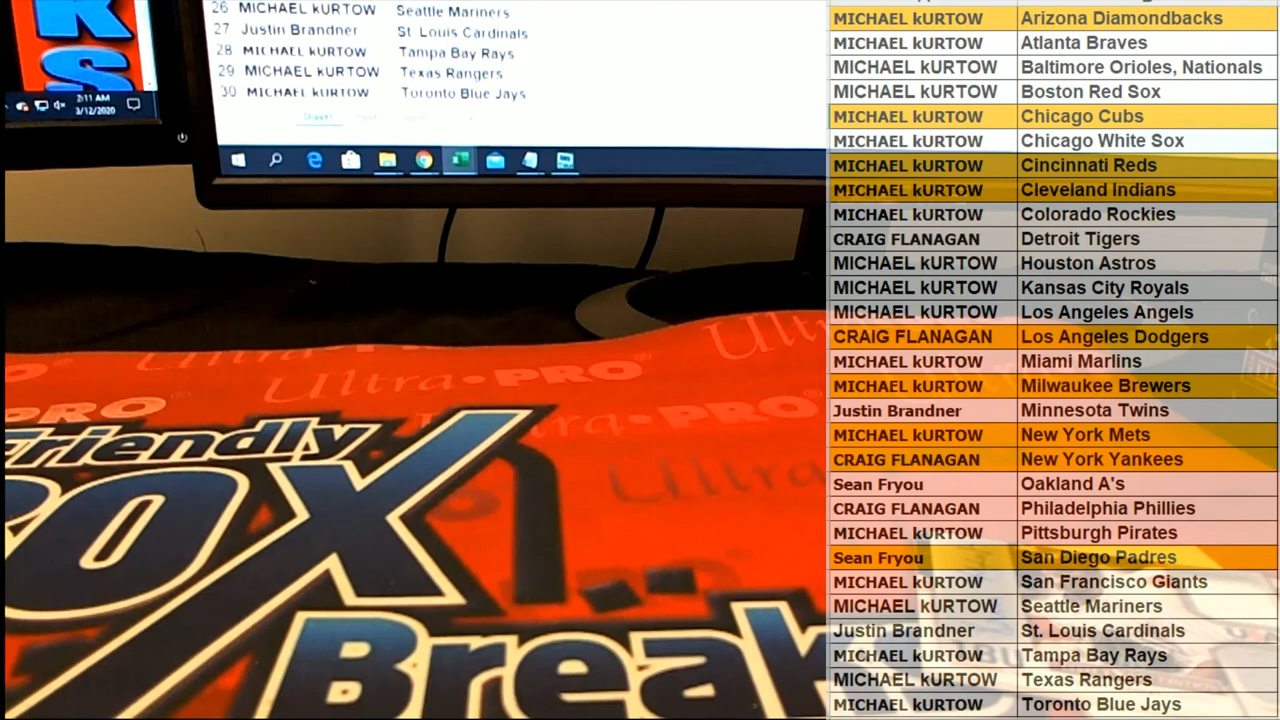 KS
2:11 AM
3/12/2020
26 MICHAEL kURTOW Seattle Mariners
27 Justin Brandner St. Louis Cardinals
28 MICHAEL kURTOW Tampa Bay Rays
29 MICHAEL kURTOW Texas Rangers
30 MICHAEL kURTOW Toronto Blue Jays
Ultra PRO
Ultra
Friendly
OX
Break
MICHAEL kURTOW Arizona Diamondbacks
MICHAEL kURTOW Atlanta Braves
MICHAEL kURTOW Baltimore Orioles, Nationals
MICHAEL kURTOW Boston Red Sox
MICHAEL kURTOW Chicago Cubs
MICHAEL kURTOW Chicago White Sox
MICHAEL kURTOW Cincinnati Reds
MICHAEL kURTOW Cleveland Indians
MICHAEL kURTOW Colorado Rockies
CRAIG FLANAGAN Detroit Tigers
MICHAEL kURTOW Houston Astros
MICHAEL kURTOW Kansas City Royals
MICHAEL kURTOW Los Angeles Angels
CRAIG FLANAGAN Los Angeles Dodgers
MICHAEL kURTOW Miami Marlins
MICHAEL kURTOW Milwaukee Brewers
Justin Brandner Minnesota Twins
MICHAEL kURTOW New York Mets
CRAIG FLANAGAN New York Yankees
Sean Fryou Oakland A's
CRAIG FLANAGAN Philadelphia Phillies
MICHAEL kURTOW Pittsburgh Pirates
Sean Fryou San Diego Padres
MICHAEL kURTOW San Francisco Giants
MICHAEL kURTOW Seattle Mariners
Justin Brandner St. Louis Cardinals
MICHAEL kURTOW Tampa Bay Rays
MICHAEL kURTOW Texas Rangers
MICHAEL kURTOW Toronto Blue Jays